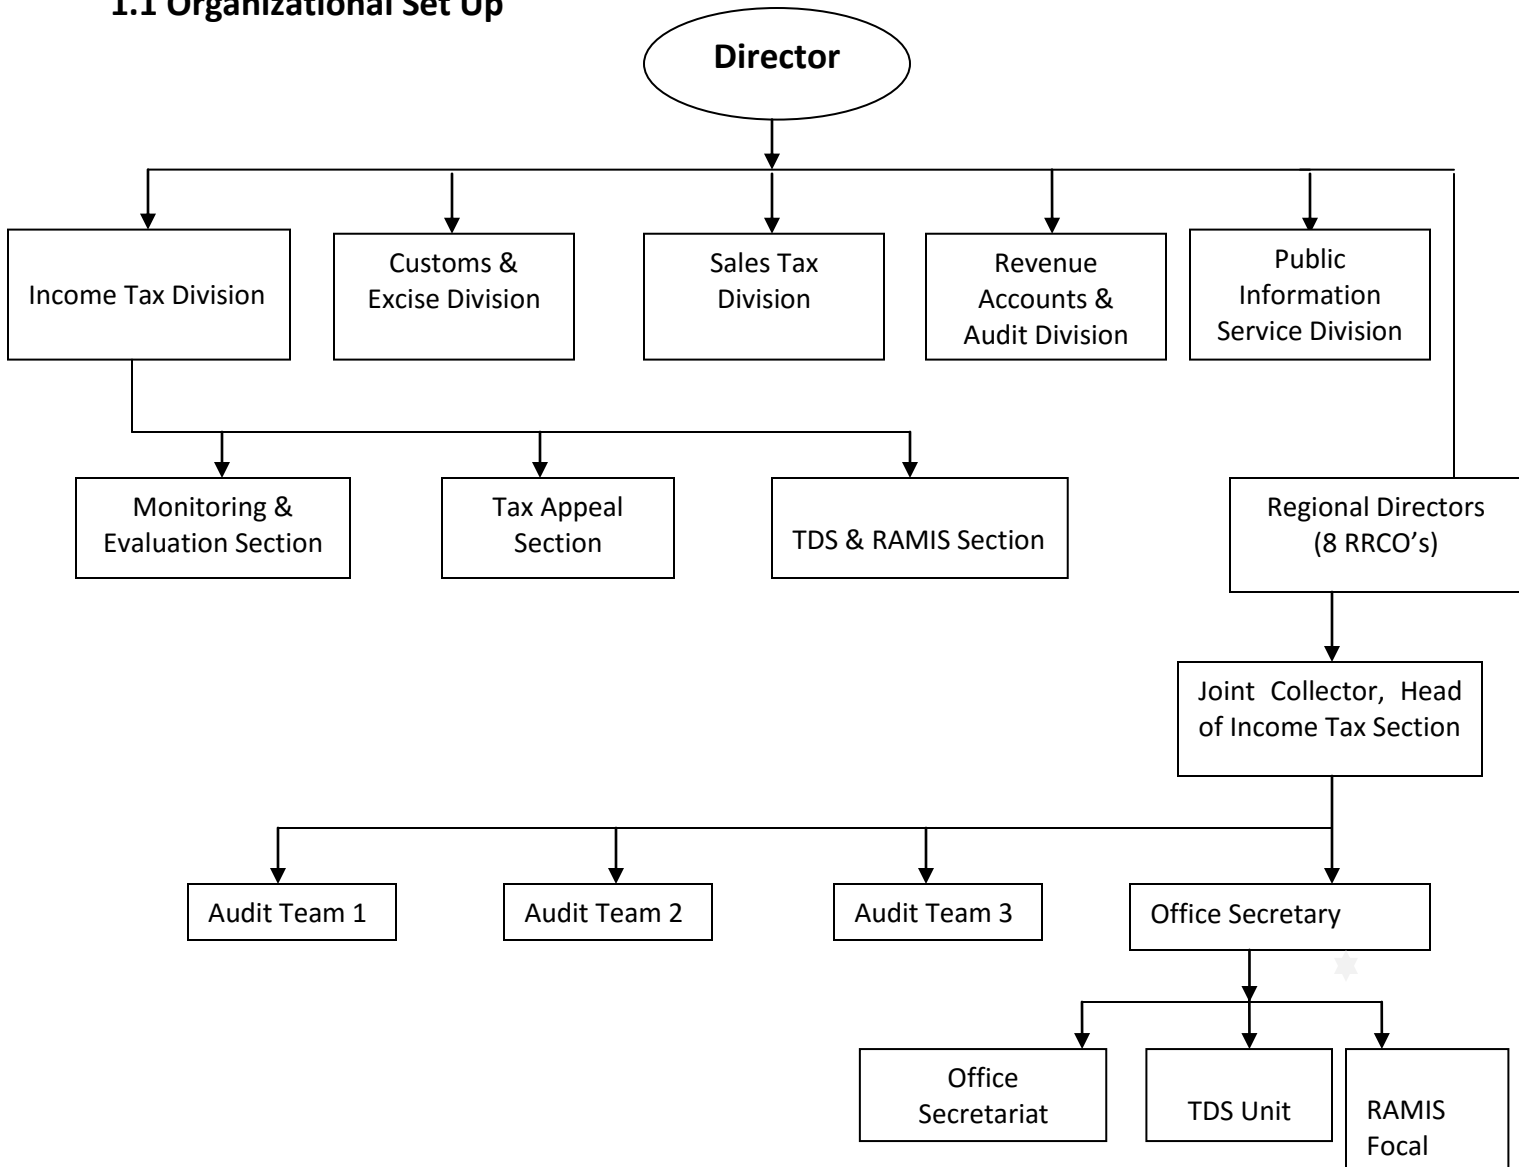 1.1 Organizational Set Up
Director
Income Tax Division
Customs &
Excise Division
Sales Tax
Division
Revenue
Accounts &
Audit Division
Public
Information
Service Division
Monitoring &
Evaluation Section
Tax Appeal
Section
TDS & RAMIS Section
Regional Directors
(8 RRCO’s)
Joint Collector, Head
of Income Tax Section
Audit Team 1
Audit Team 2
Audit Team 3
Office Secretary
Office
Secretariat
TDS Unit
RAMIS
Focal